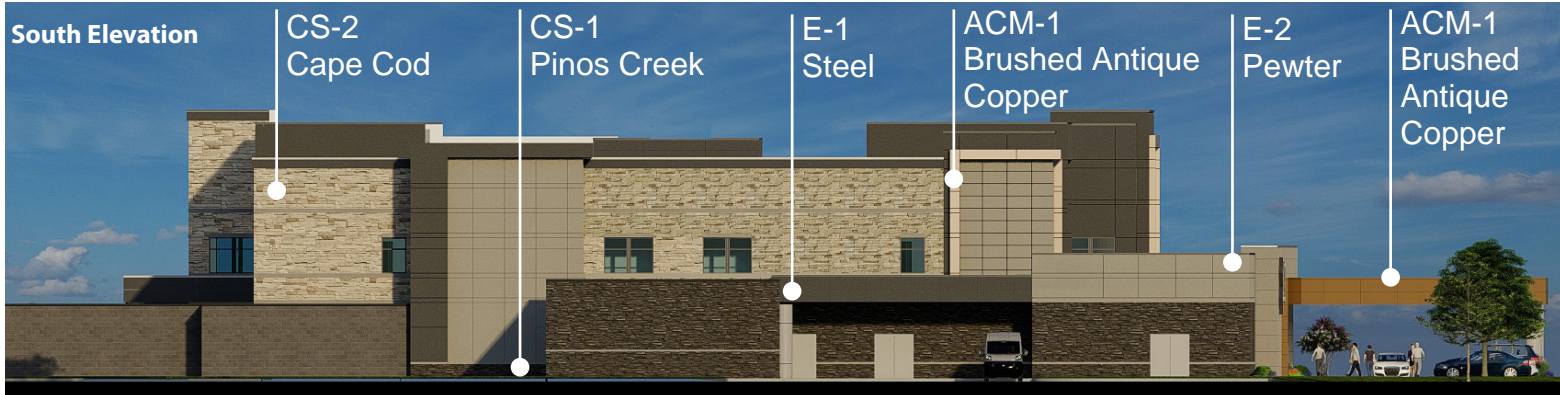 South Elevation
CS-2
Cape Cod
CS-1
Pinos Creek
E-1
Steel
ACM-1
Brushed Antique
Copper
E-2
Pewter
ACM-1
Brushed
Antique
Copper